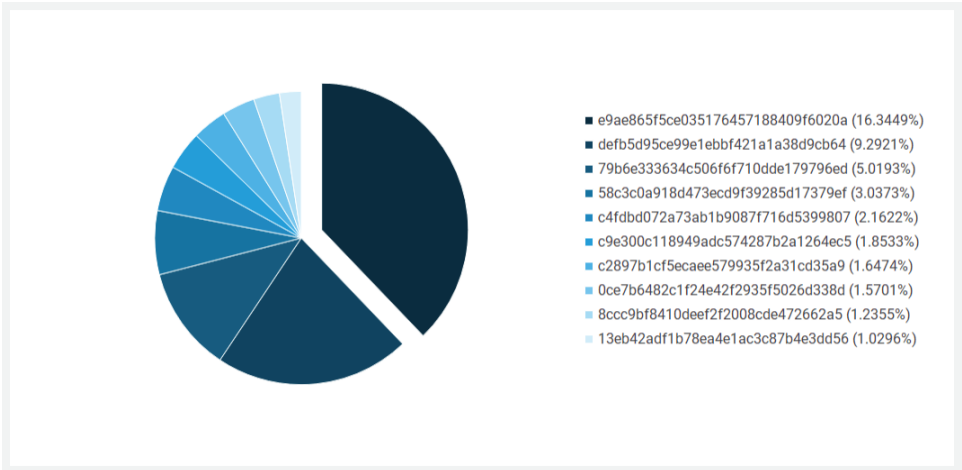 e9ae865f5ce035176457188409f6020a (16.3449%)
defb5d95ce99e1ebbf421a1a38d9cb64 (9.2921%)
79b6e333634c506f6f710dde179796ed (5.0193%)
58c3c0a918d473ecd9f39285d17379ef (3.0373%)
c4fdbd072a73ab1b9087f716d5399807 (2.1622%)
c9e300c118949adc574287b2a1264ec5 (1.8533%)
c2897b1cf5ecaee579935f2a31cd35a9 (1.6474%)
0ce7b6482c1f24e42f2935f5026d338d (1.5701%)
8ccc9bf8410deef2f2008cde472662a5 (1.2355%)
13eb42adf1b78ea4e1ac3c87b4e3dd56 (1.0296%)